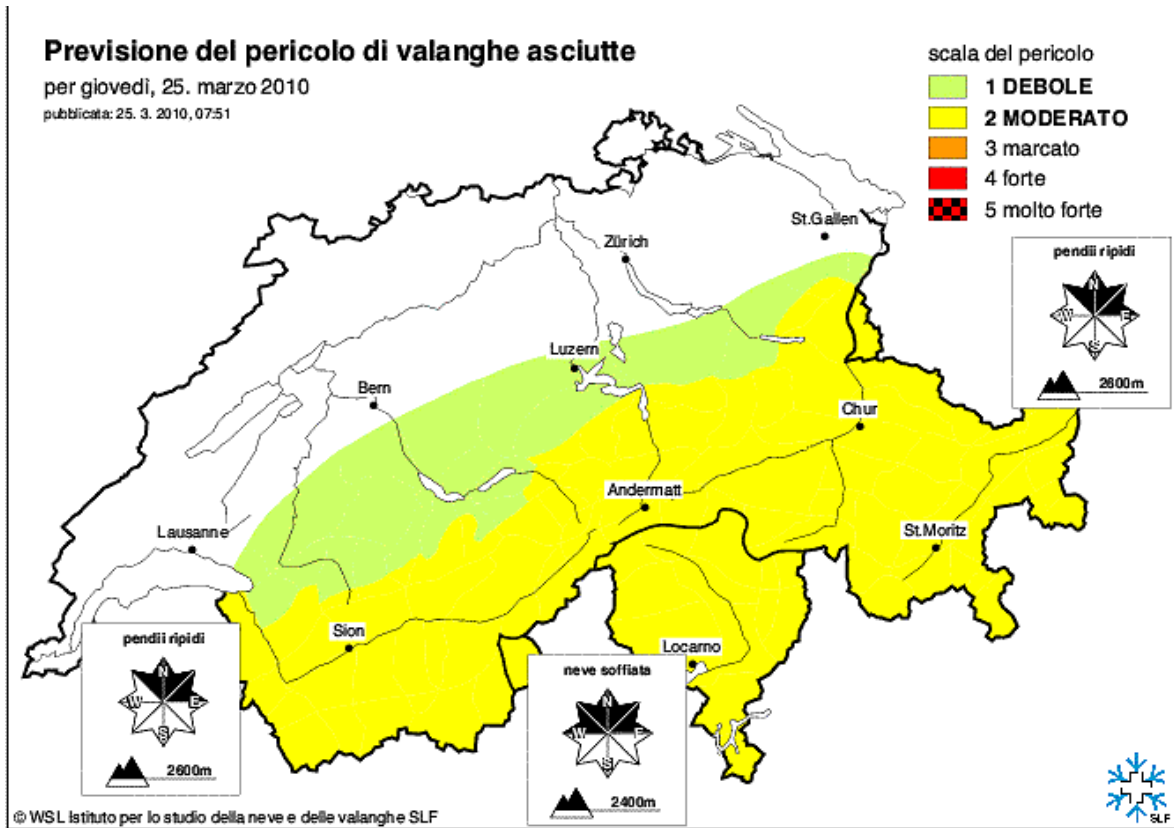 Previsione del pericolo di valanghe asciutte
per giovedì, 25. marzo 2010
pubblicata: 25. 3. 2010, 07:51
scala del pericolo
1 DEBOLE
2 MODERATO
3 marcato
4 forte
5 molto forte
St.Gallen
Zürich
pendii ripidi
N
W E
S
2600m
Luzern
Bern
Chur
Andermatt
Lausanne
St.Moritz
Sion
Locarno
pendii ripidi
N
W E
S
2600m
neve soffiata
N
W E
S
2400m
© WSL Istituto per lo studio della neve e delle valanghe SLF
SLF